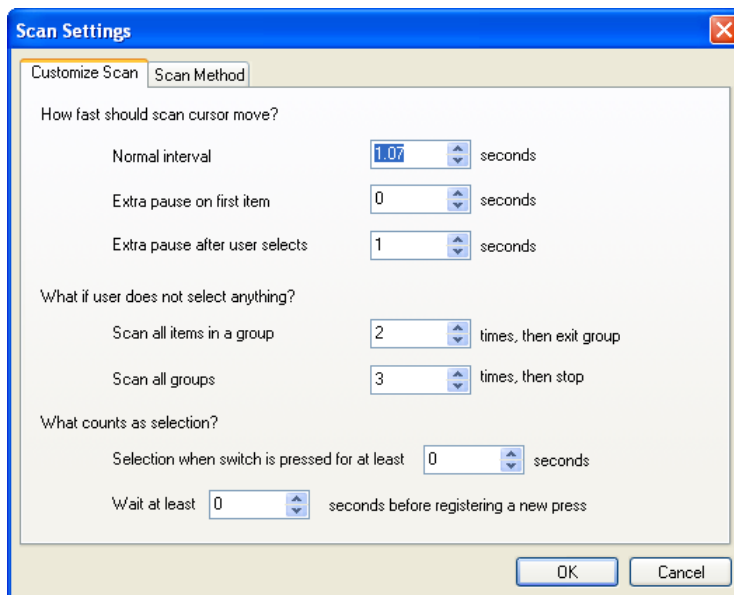 Scan Settings
Customize Scan Scan Method
How fast should scan cursor move?
Normal interval 1.07 seconds
Extra pause on first item 0 seconds
Extra pause after user selects 1 seconds
What if user does not select anything?
Scan all items in a group 2 times, then exit group
Scan all groups 3 times, then stop
What counts as selection?
Selection when switch is pressed for at least 0 seconds
Wait at least 0 seconds before registering a new press
OK Cancel